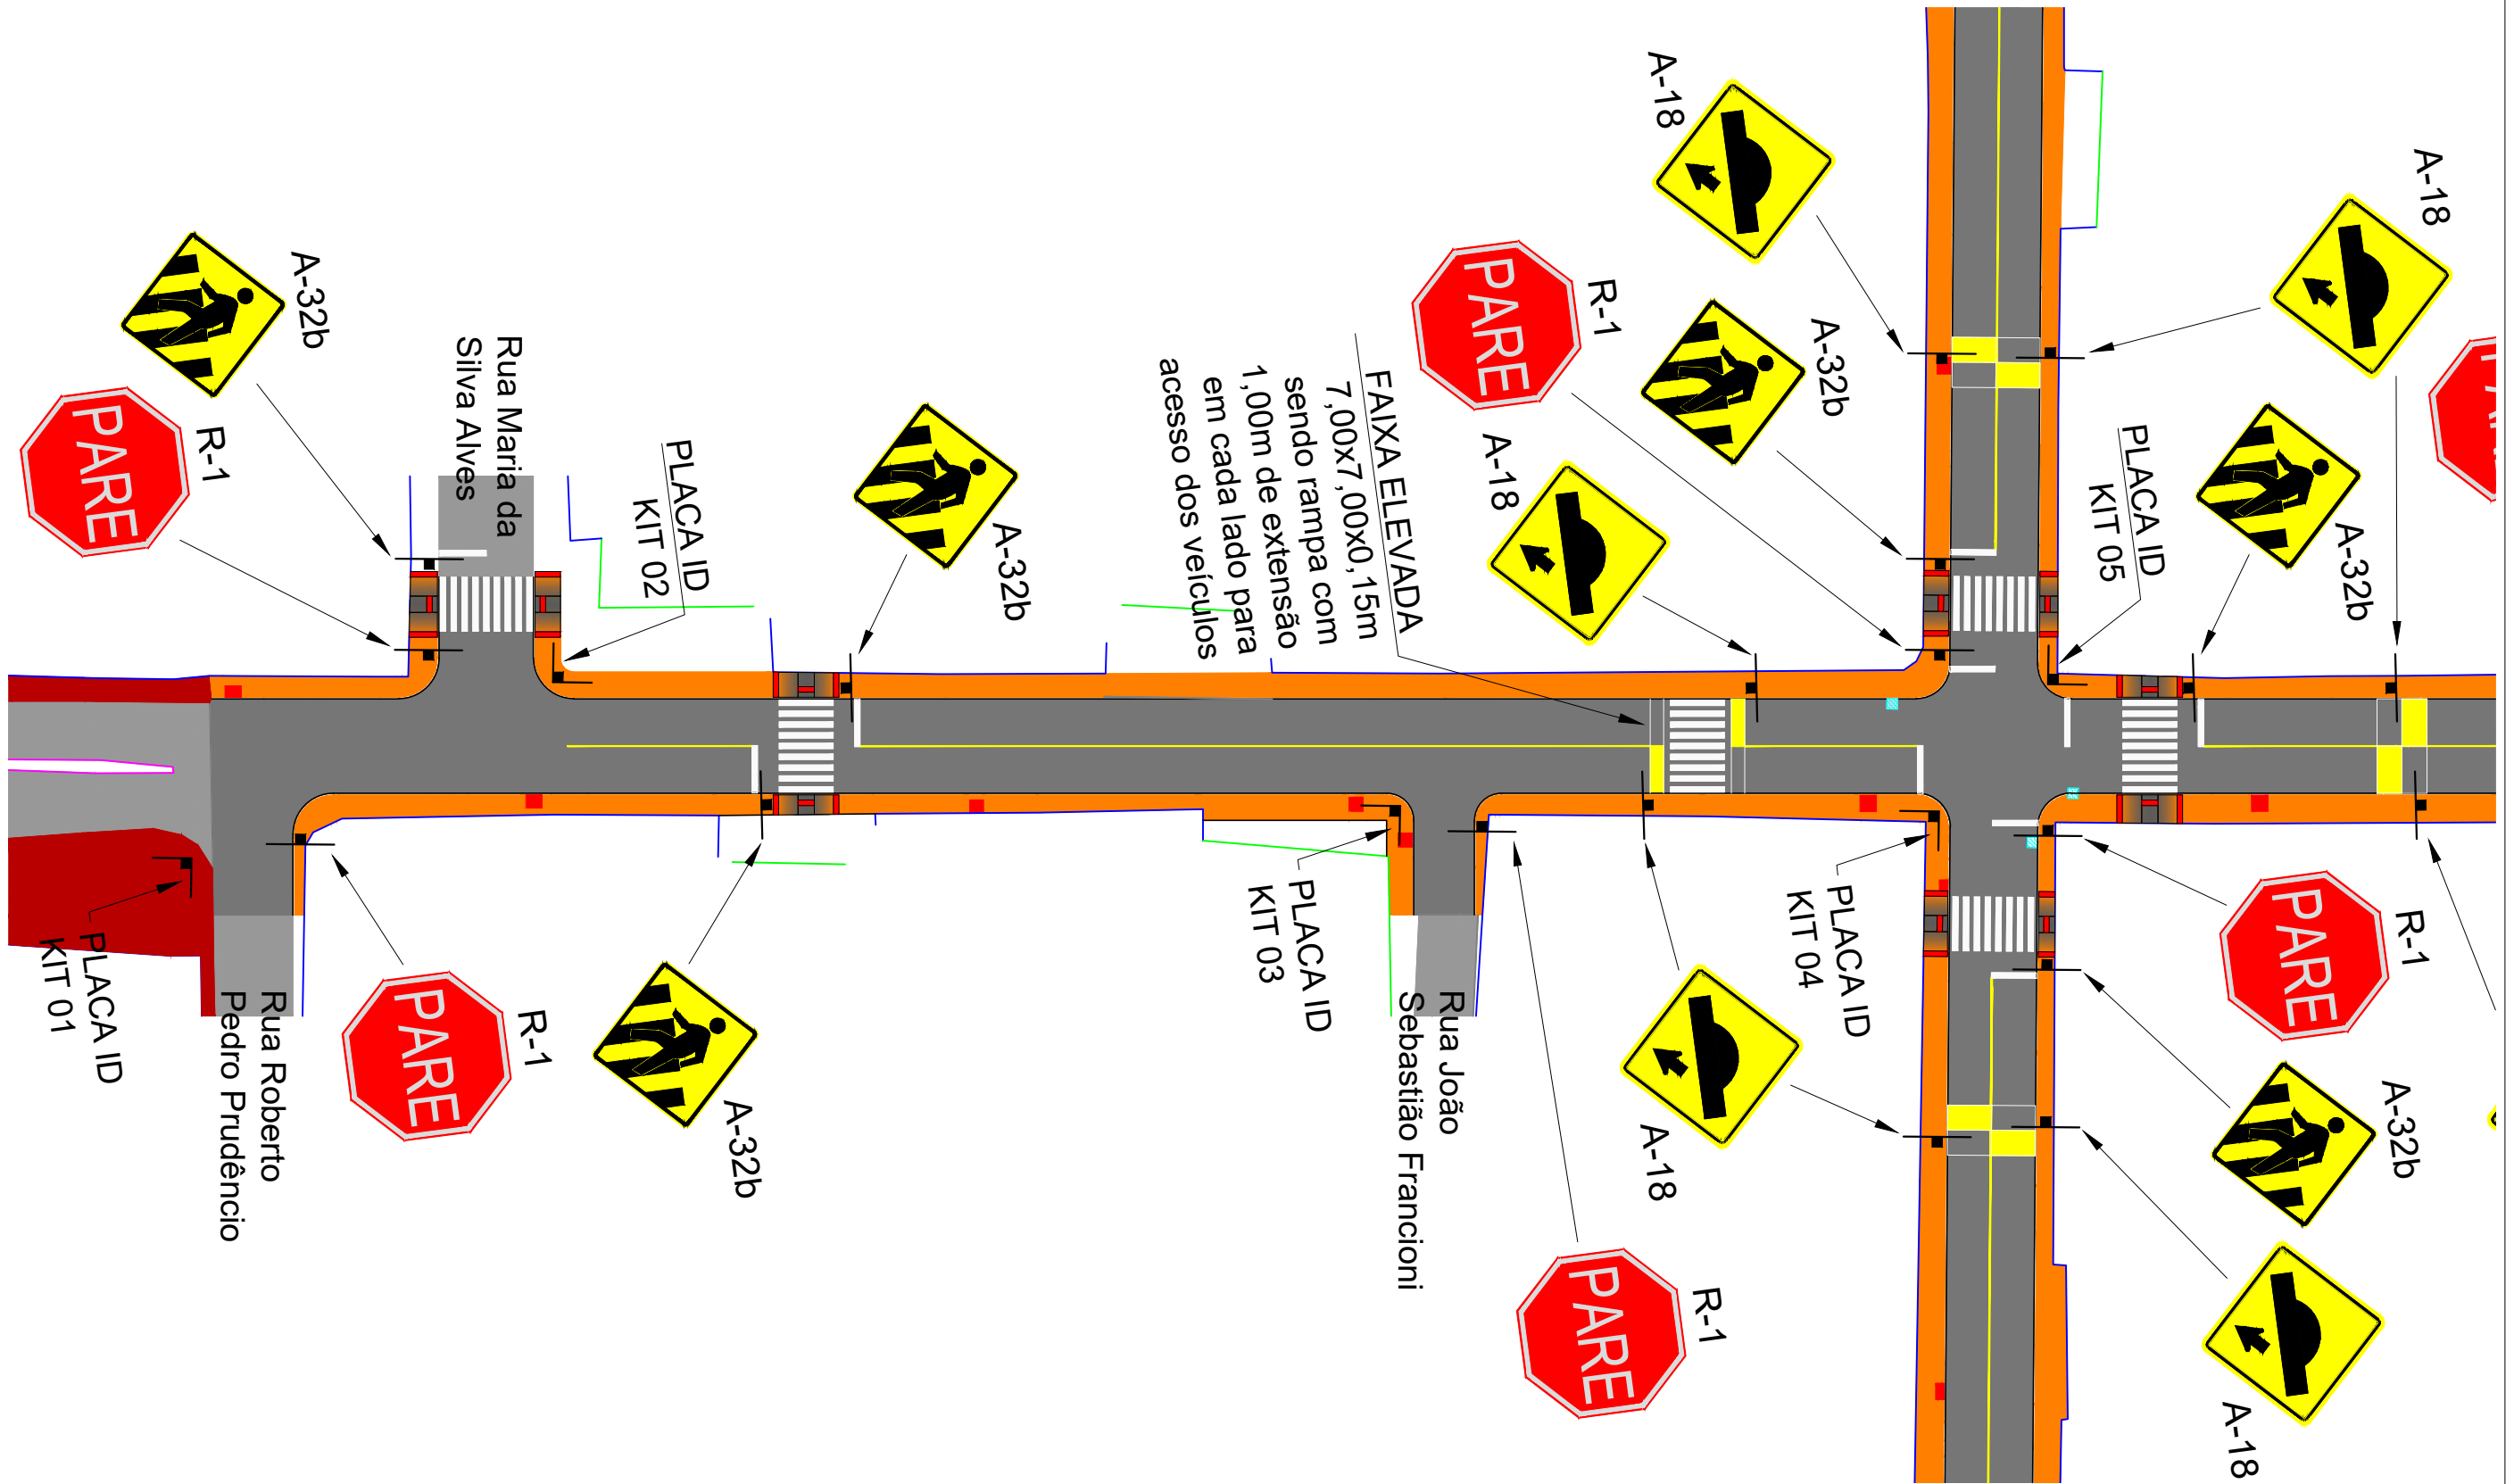 A-18
A-18
R-1
A-32b
PARE
A-18
FAIXA ELEVADA
7,00x7,00x0,15m
sendo rampa com
1,00m de extensão
em cada lado para
acesso dos veículos
PLACA ID
KIT 05
A-32b
A-32b
R-1
PARE
Rua Maria da
Silva Alves
PLACA ID
KIT 02
A-32b
PLACA ID
KIT 01
Rua Roberto
Pedro Prudêncio
R-1
PARE
A-32b
PLACA ID
KIT 03
Rua João
Sebastião Francioni
A-18
R-1
PARE
PLACA ID
KIT 04
R-1
PARE
A-32b
A-18